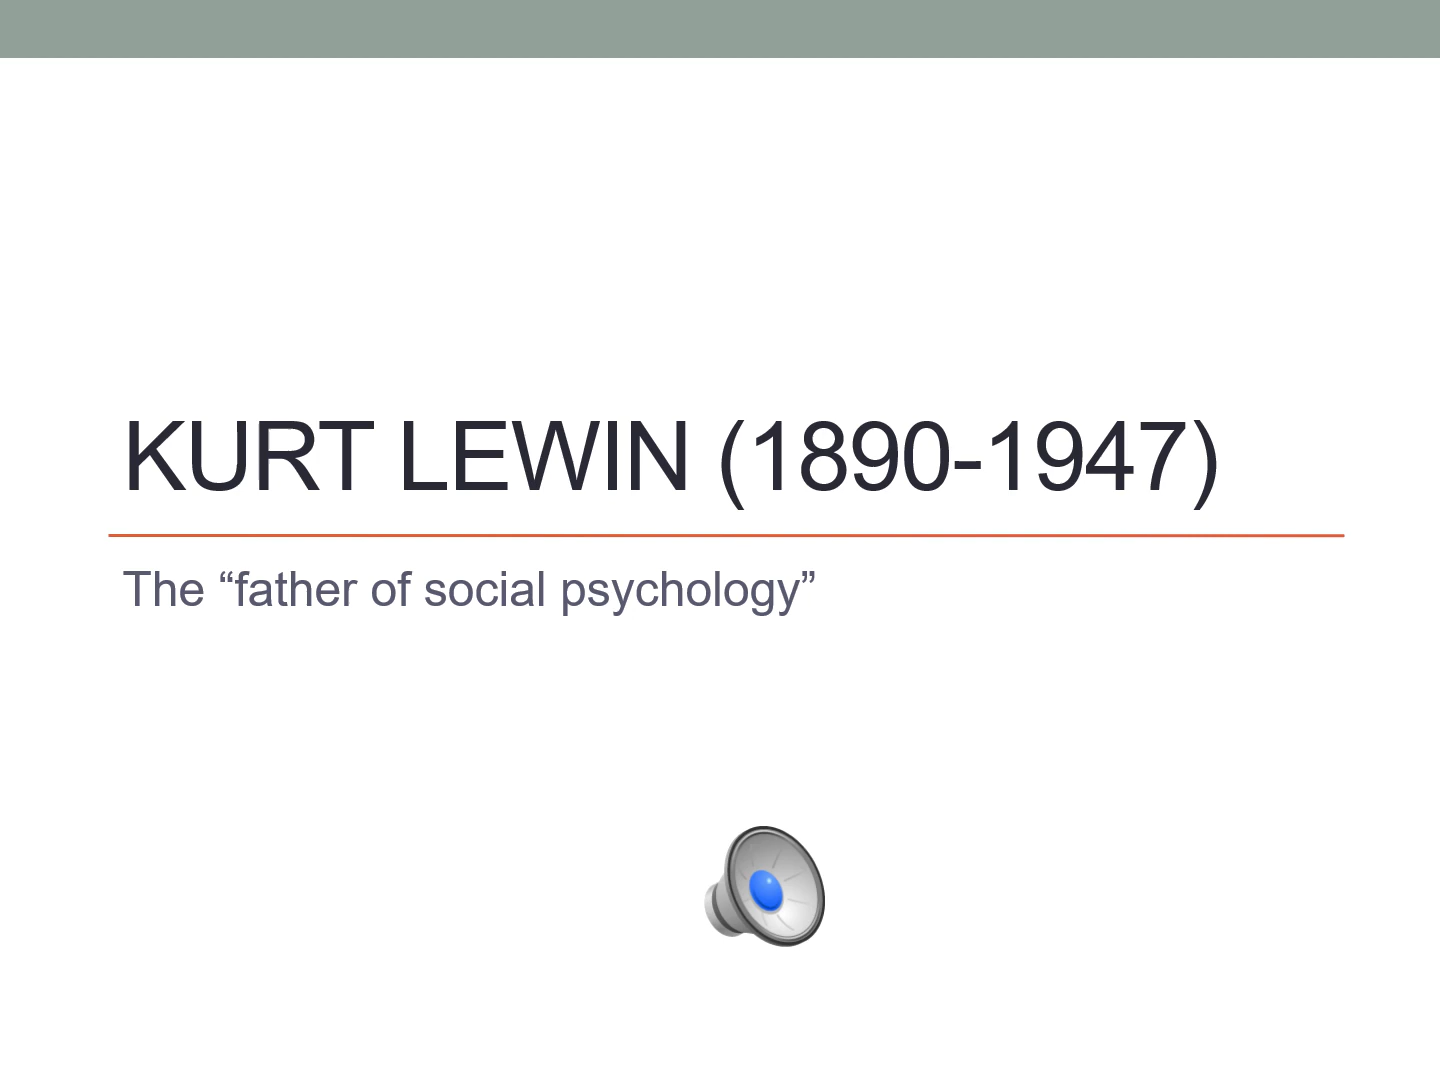 KURT LEWIN (1890-1947)
The “father of social psychology”